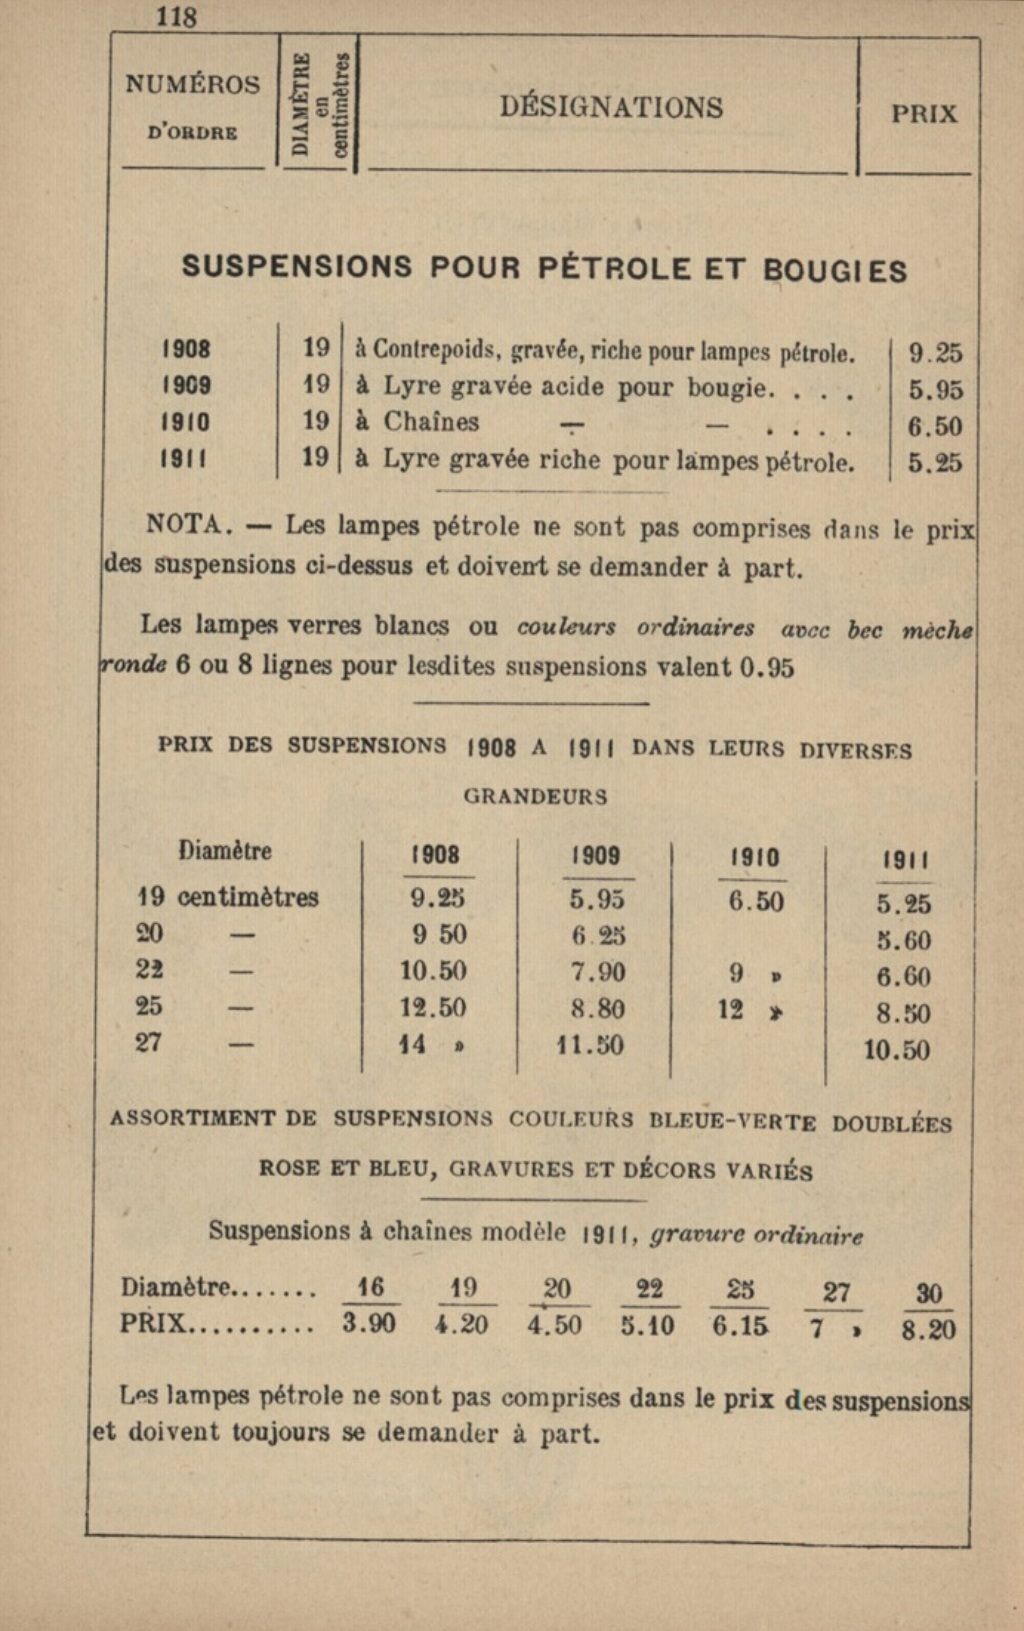 118
NUMÉROS D'ORDRE
DIAMÈTRE en centimètres
DÉSIGNATIONS
PRIX
SUSPENSIONS POUR PÉTROLE ET BOUGIES
1908 19 à Contrepoids, gravée, riche pour lampes pétrole. 9.25
1909 19 à Lyre gravée acide pour bougie. . . . 5.95
1910 19 à Chaînes — — . . . . 6.50
1911 19 à Lyre gravée riche pour lampes pétrole. 5.25
NOTA. — Les lampes pétrole ne sont pas comprises dans le prix
des suspensions ci-dessus et doivent se demander à part.
Les lampes verres blancs ou couleurs ordinaires avec bec mèche
ronde 6 ou 8 lignes pour lesdites suspensions valent 0.95
PRIX DES SUSPENSIONS 1908 A 1911 DANS LEURS DIVERSES
GRANDEURS
Diamètre 1908 1909 1910 1911
19 centimètres 9.25 5.95 6.50 5.25
20 — 9 50 6.25 5.60
22 — 10.50 7.90 9 » 6.60
25 — 12.50 8.80 12 » 8.50
27 — 14 » 11.50 10.50
ASSORTIMENT DE SUSPENSIONS COULEURS BLEUE-VERTE DOUBLÉES
ROSE ET BLEU, GRAVURES ET DÉCORS VARIÉS
Suspensions à chaînes modèle 1911, gravure ordinaire
Diamètre....... 16 19 20 22 25 27 30
PRIX.......... 3.90 4.20 4.50 5.10 6.15 7 » 8.20
Les lampes pétrole ne sont pas comprises dans le prix des suspensions
et doivent toujours se demander à part.